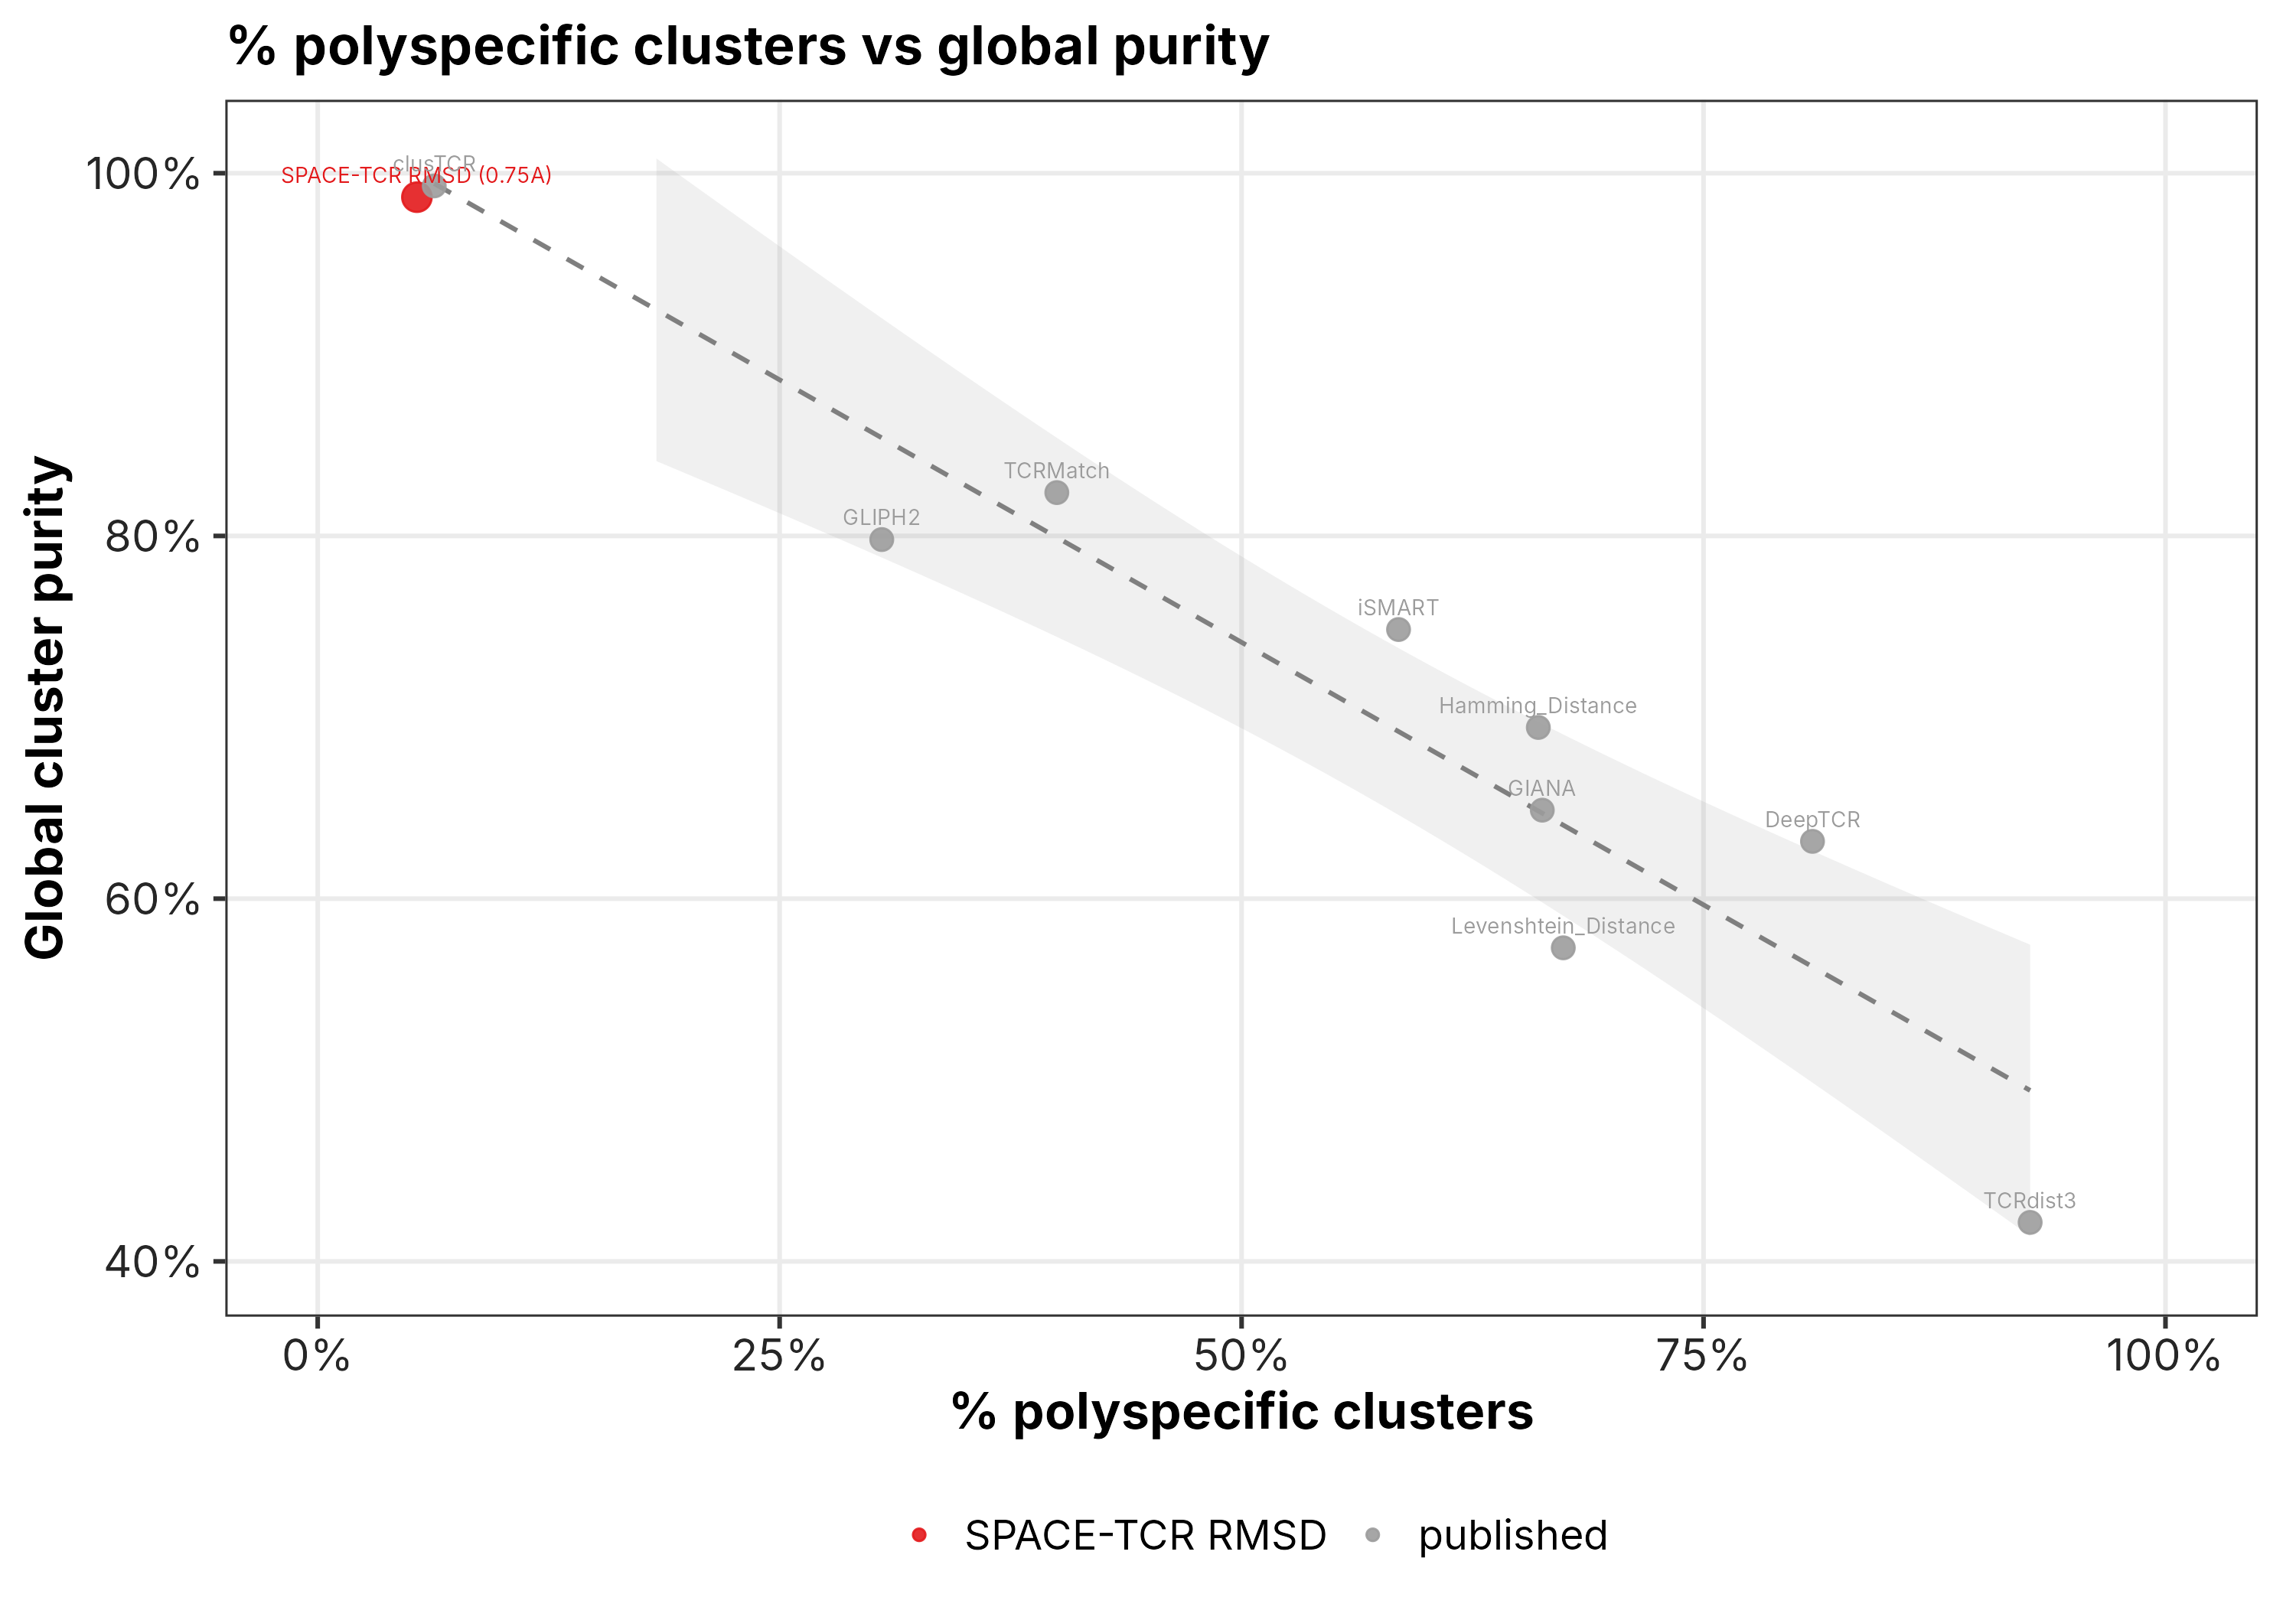 % polyspecific clusters vs global purity
Global cluster purity
100%
80%
60%
40%
clusTCR
SPACE-TCR RMSD (0.75A)
TCRMatch
GLIPH2
iSMART
Hamming_Distance
GIANA
DeepTCR
Levenshtein_Distance
TCRdist3
0% 25% 50% 75% 100%
% polyspecific clusters
SPACE-TCR RMSD published